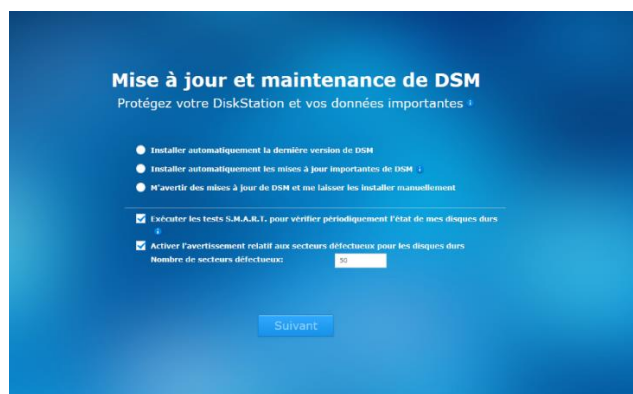 Mise à jour et maintenance de DSM
Protégez votre DiskStation et vos données importantes
Installer automatiquement la dernière version de DSM
Installer automatiquement les mises à jour importantes de DSM
M'avertir des mises à jour de DSM et me laisser les installer manuellement
Exécuter les tests S.M.A.R.T. pour vérifier périodiquement l'état de mes disques durs
Activer l'avertissement relatif aux secteurs défectueux pour les disques durs
Nombre de secteurs défectueux: 50
Suivant